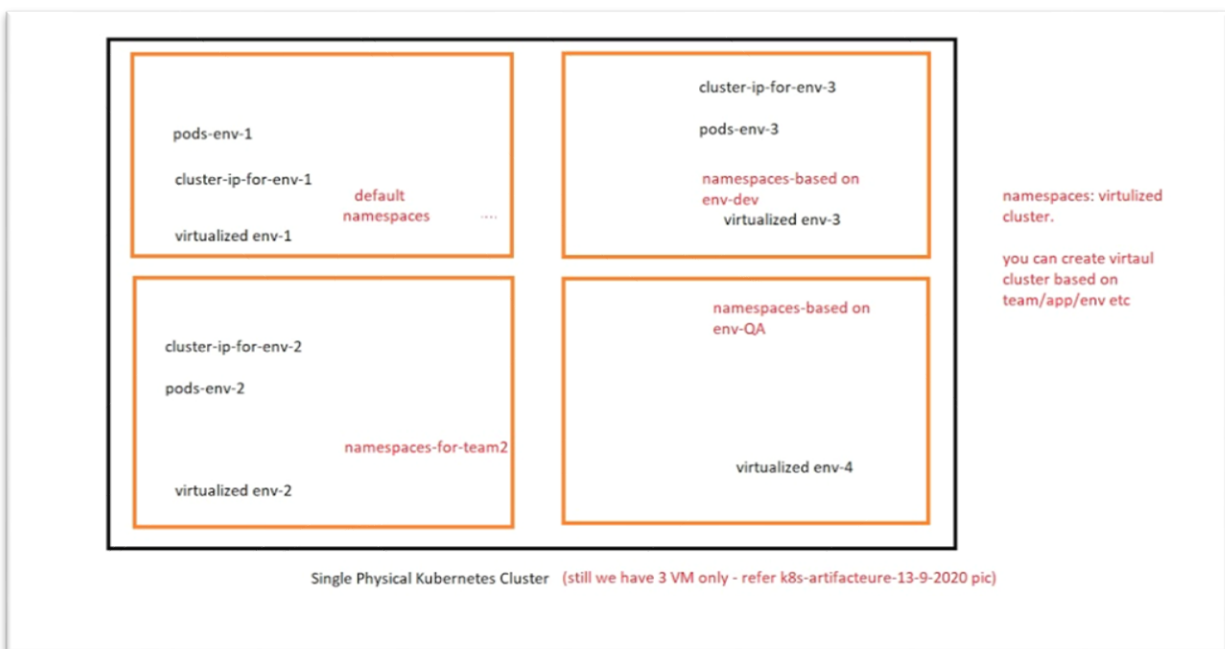 pods-env-1
cluster-ip-for-env-1
default
namespaces
....
virtualized env-1
cluster-ip-for-env-3
pods-env-3
namespaces-based on
env-dev
virtualized env-3
namespaces: virtulized
cluster.
you can create virtaul
cluster based on
team/app/env etc
cluster-ip-for-env-2
pods-env-2
namespaces-for-team2
virtualized env-2
namespaces-based on
env-QA
virtualized env-4
Single Physical Kubernetes Cluster (still we have 3 VM only - refer k8s-artifacteure-13-9-2020 pic)